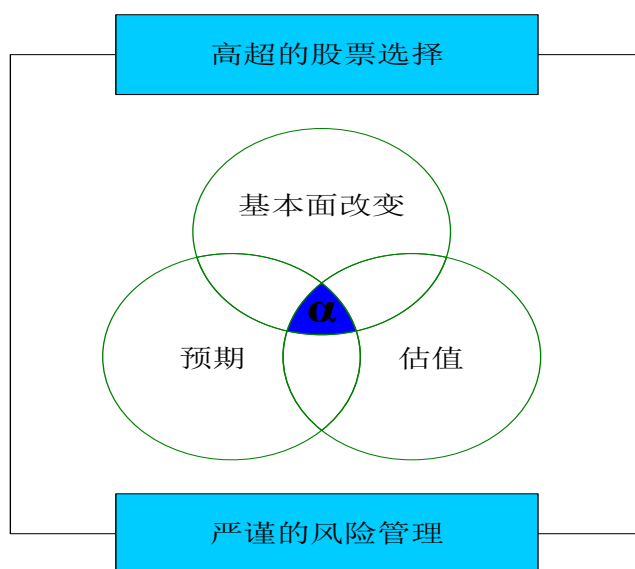 高超的股票选择
基本面改变
α
预期
估值
严谨的风险管理